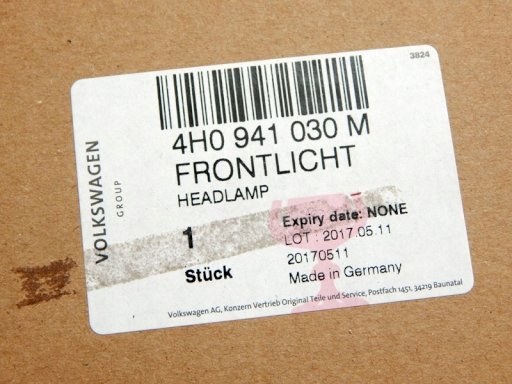 3824
4H0 941 030 M
FRONTLICHT
HEADLAMP
VOLKSWAGEN
GROUP
1
Stück
Expiry date: NONE
LOT : 2017.05.11
20170511
Made in Germany
Volkswagen AG, Konzern Vertrieb Original Teile und Service, Postfach 1451, 34219 Baunatal